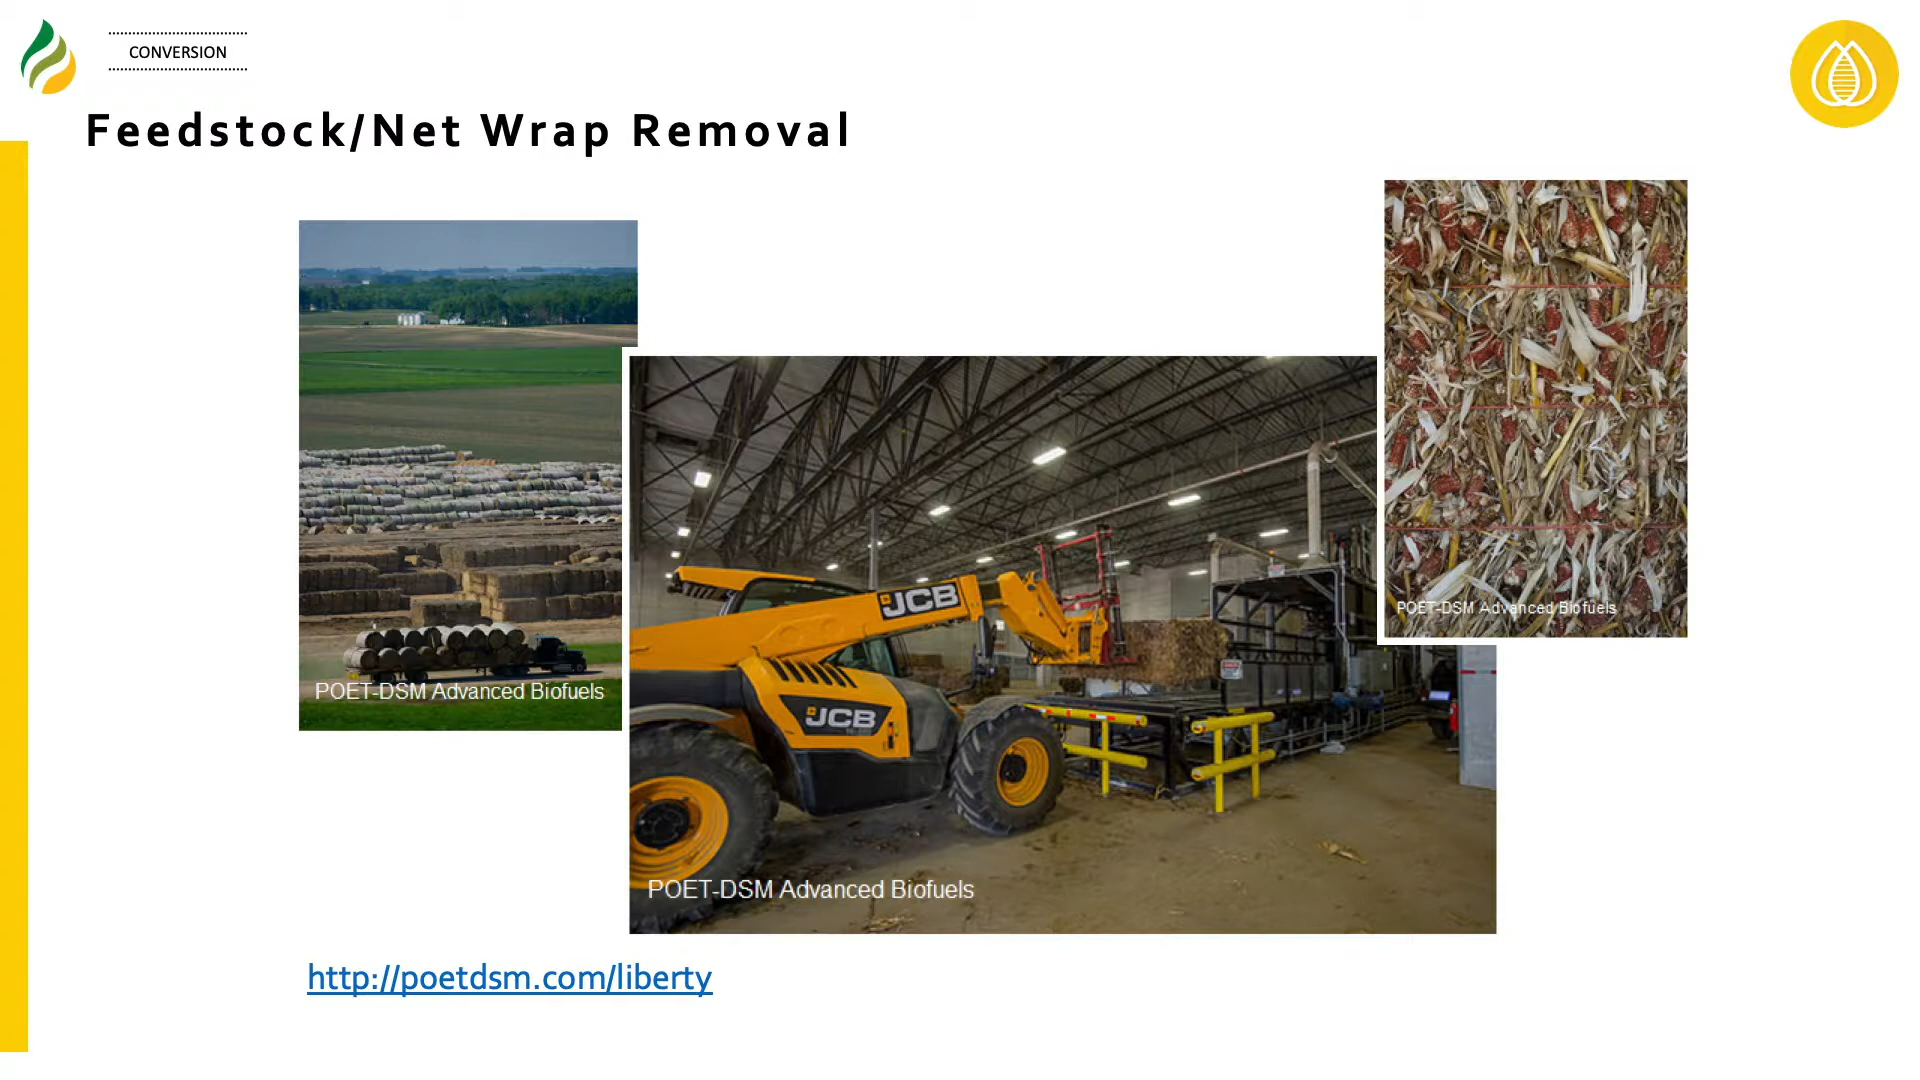 CONVERSION
Feedstock/Net Wrap Removal
POET-DSM Advanced Biofuels
JCB
JCB
POET-DSM Advanced Biofuels
POET-DSM Advanced Biofuels
http://poetdsm.com/liberty